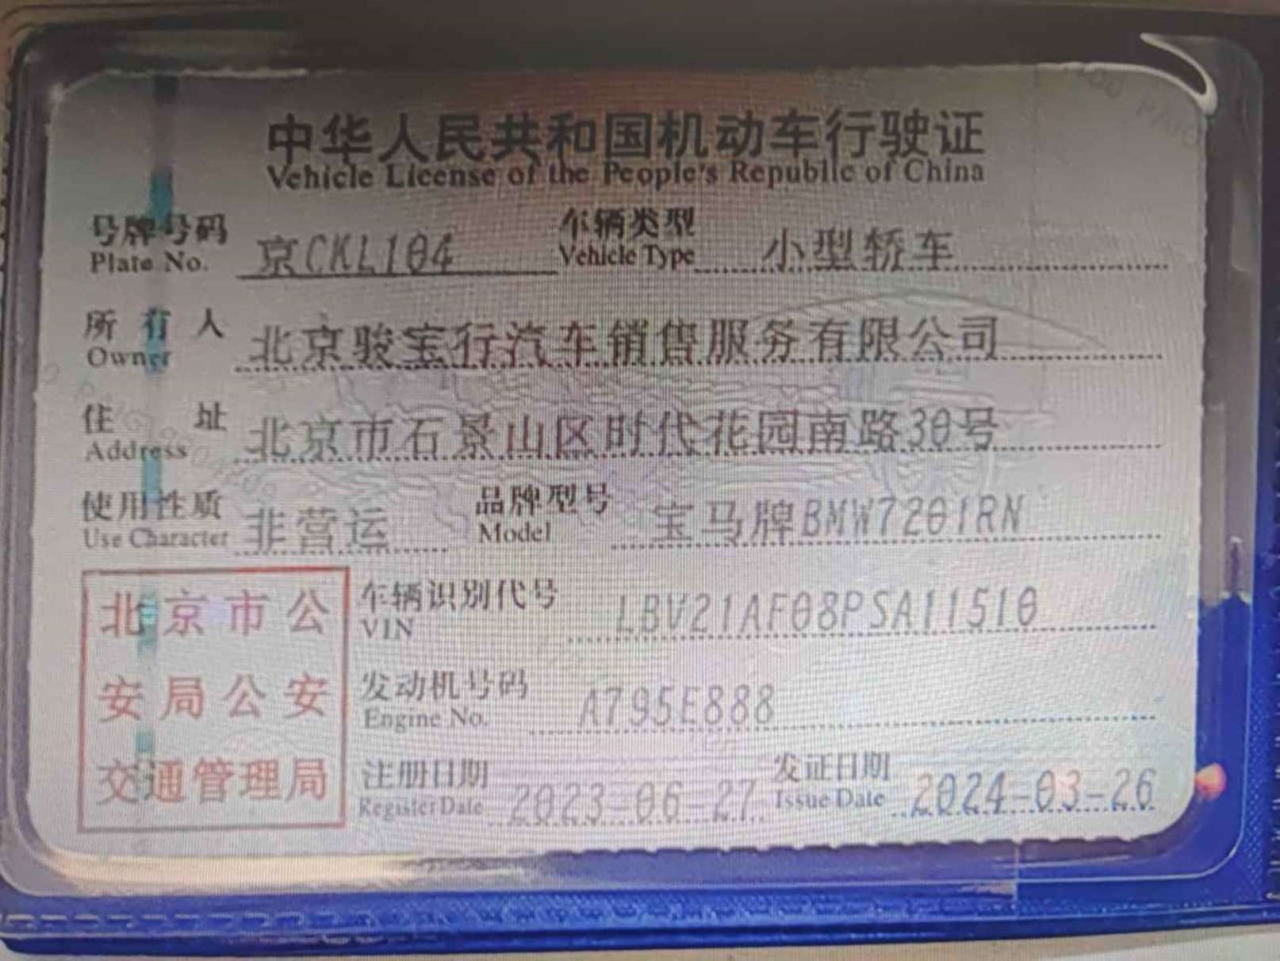 中华人民共和国机动车行驶证
Vehicle License of the People's Republic of China
号牌号码 京CKL104 车辆类型 小型轿车
Plate No. Vehicle Type
所有人 北京骏宝行汽车销售服务有限公司
Owner
住址 北京市石景山区时代花园南路30号
Address
使用性质 非营运 品牌型号 宝马牌BMW7201RN
Use Character Model
车辆识别代号 LBV21AF08PSA11510
VIN
发动机号码 A795E888
Engine No.
注册日期 2023-06-27 发证日期 2024-03-26
Register Date Issue Date
北京市公
安局公安
交通管理局